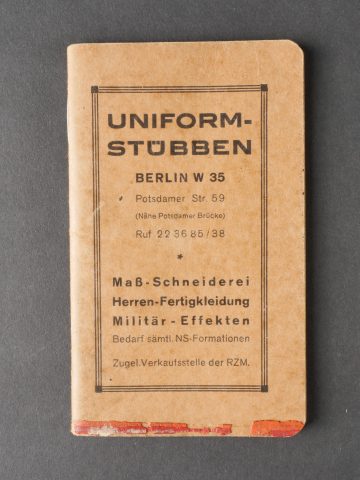 UNIFORM-
STÜBBEN
BERLIN W 35
Potsdamer Str. 59
(Nähe Potsdamer Brücke)
Ruf 22 36 85/38
*
Maß-Schneiderei
Herren-Fertigkleidung
Militär-Effekten
Bedarf sämtl. NS-Formationen
Zugel. Verkaufsstelle der RZM.